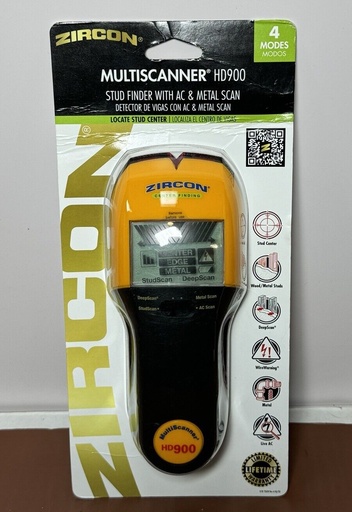 ZIRCON®
4
MODES
MODOS
MULTISCANNER® HD900
STUD FINDER WITH AC & METAL SCAN
DETECTOR DE VIGAS CON AC & METAL SCAN
LOCATE STUD CENTER | LOCALIZA EL CENTRO DE VIGAS
ZIRCON®
ZIRCON®
CENTER FINDING
CENTER
EDGE
METAL
StudScan DeepScan
DeepScan® Metal Scan
StudScan + AC Scan
MultiScanner®
HD900
Stud Center
Wood/Metal Studs
DeepScan®
WireWarning®
Metal
Live AC
LIMITED
LIFETIME
WARRANTY